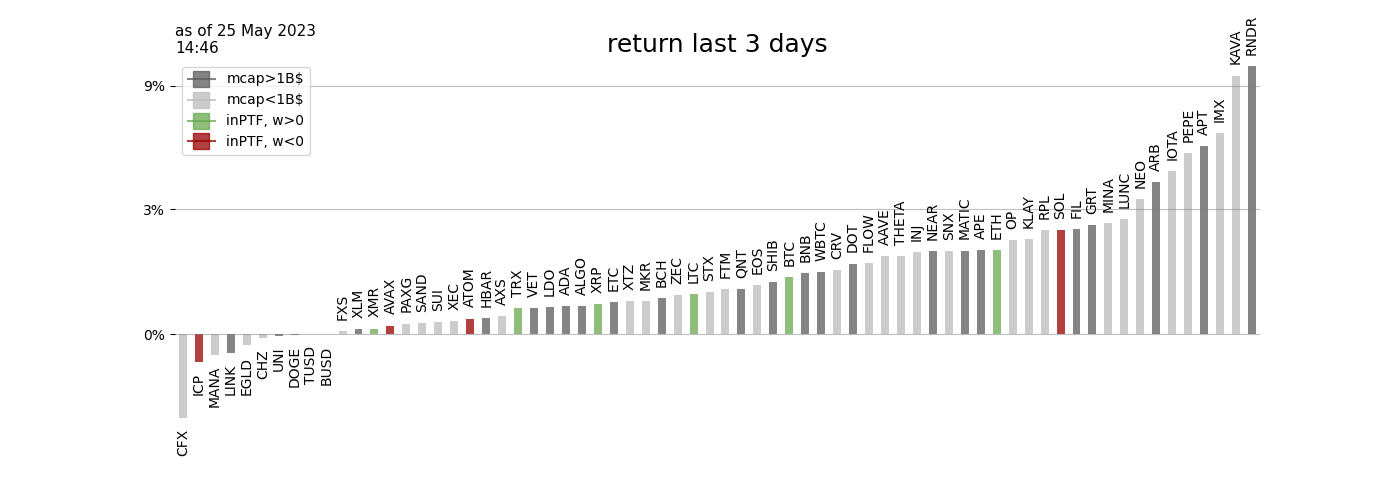 as of 25 May 2023
14:46
return last 3 days
mcap>1B$
mcap<1B$
inPTF, w>0
inPTF, w<0
9%
3%
0%
CFX
ICP
MANA
LINK
EGLD
CHZ
UNI
DOGE
TUSD
BUSD
FXS
XLM
XMR
AVAX
PAXG
SAND
SUI
XEC
ATOM
HBAR
AXS
TRX
VET
LDO
ADA
ALGO
XRP
ETC
XTZ
MKR
BCH
ZEC
LTC
STX
FTM
QNT
EOS
SHIB
BTC
BNB
WBTC
CRV
DOT
FLOW
AAVE
THETA
INJ
NEAR
SNX
MATIC
APE
ETH
OP
KLAY
RPL
SOL
FIL
GRT
MINA
LUNC
NEO
ARB
IOTA
PEPE
APT
IMX
KAVA
RNDR